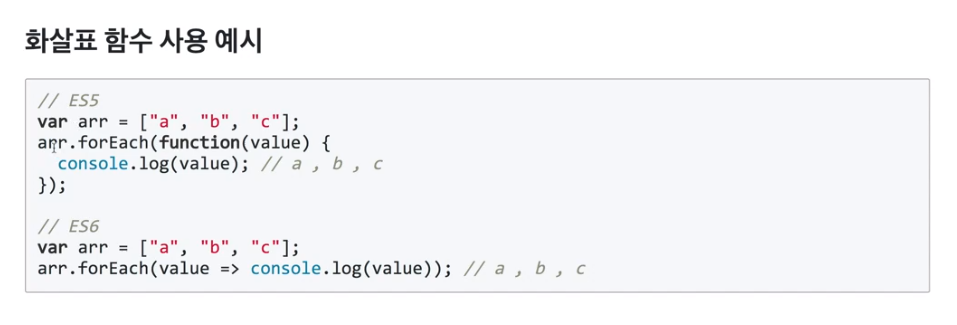 화살표 함수 사용 예시
// ES5
var arr = ["a", "b", "c"];
arr.forEach(function(value) {
  console.log(value); // a , b , c
});
// ES6
var arr = ["a", "b", "c"];
arr.forEach(value => console.log(value)); // a , b , c